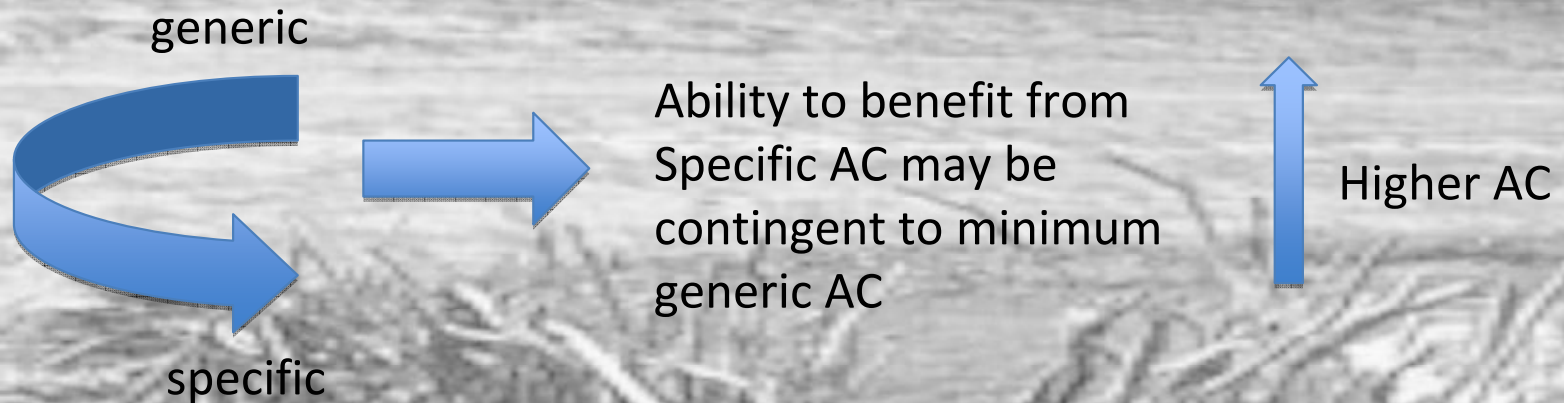 generic
specific
Ability to benefit from
Specific AC may be
contingent to minimum
generic AC
Higher AC